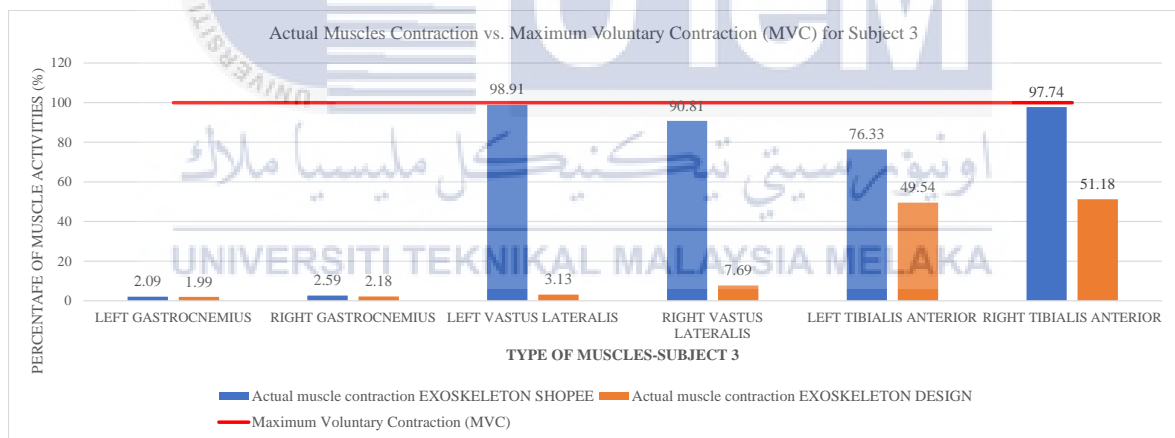 UTeM
UNIVERSITI
Actual Muscles Contraction vs. Maximum Voluntary Contraction (MVC) for Subject 3
PERCENTAFE OF MUSCLE ACTIVITIES (%)
120
100
80
60
40
20
0
2.09
1.99
2.59
2.18
98.91
3.13
90.81
7.69
76.33
49.54
97.74
51.18
اونيۏرسيتي تيكنيكل مليسيا ملاك
UNIVERSITI TEKNIKAL MALAYSIA MELAKA
LEFT GASTROCNEMIUS
RIGHT GASTROCNEMIUS
LEFT VASTUS LATERALIS
RIGHT VASTUS
LATERALIS
LEFT TIBIALIS ANTERIOR
RIGHT TIBIALIS ANTERIOR
TYPE OF MUSCLES-SUBJECT 3
Actual muscle contraction EXOSKELETON SHOPEE
Actual muscle contraction EXOSKELETON DESIGN
Maximum Voluntary Contraction (MVC)